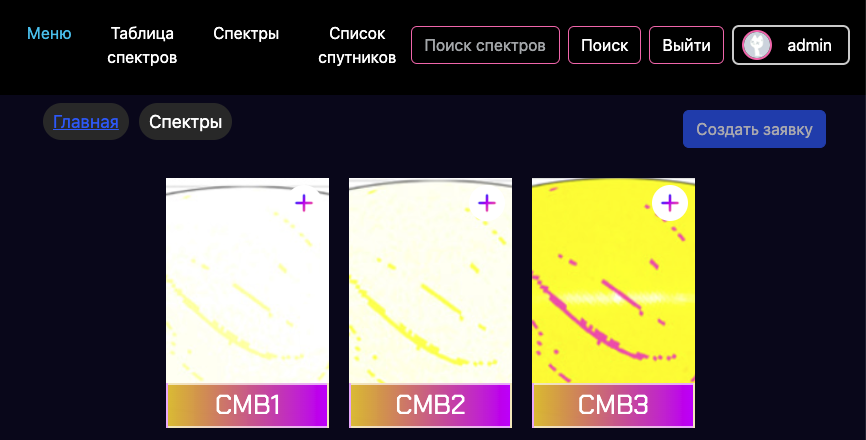 Меню
Таблица
спектров
Спектры
Список
спутников
Поиск спектров
Поиск
Выйти
admin
Главная
Спектры
Создать заявку
CMB1
CMB2
CMB3